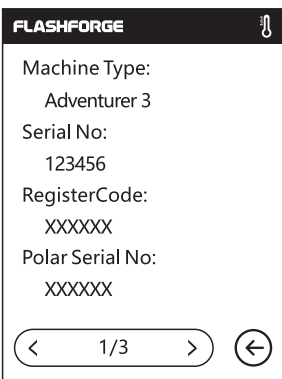 FLASHFORGE
Machine Type:
Adventurer 3
Serial No:
123456
RegisterCode:
XXXXXX
Polar Serial No:
XXXXXX
1/3